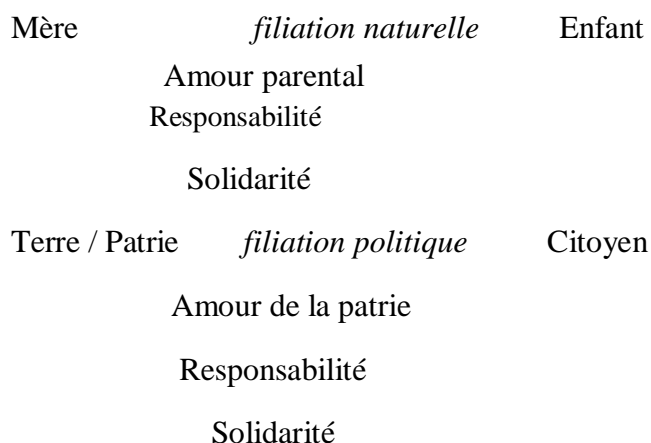 Mère filiation naturelle Enfant
Amour parental
Responsabilité
Solidarité
Terre / Patrie filiation politique Citoyen
Amour de la patrie
Responsabilité
Solidarité